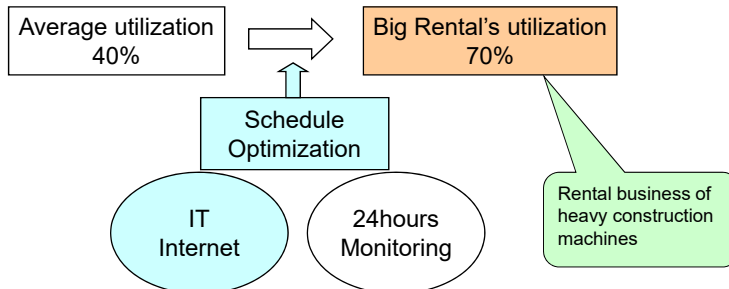 Average utilization
40%
Big Rental's utilization
70%
Schedule
Optimization
IT
Internet
24hours
Monitoring
Rental business of
heavy construction
machines